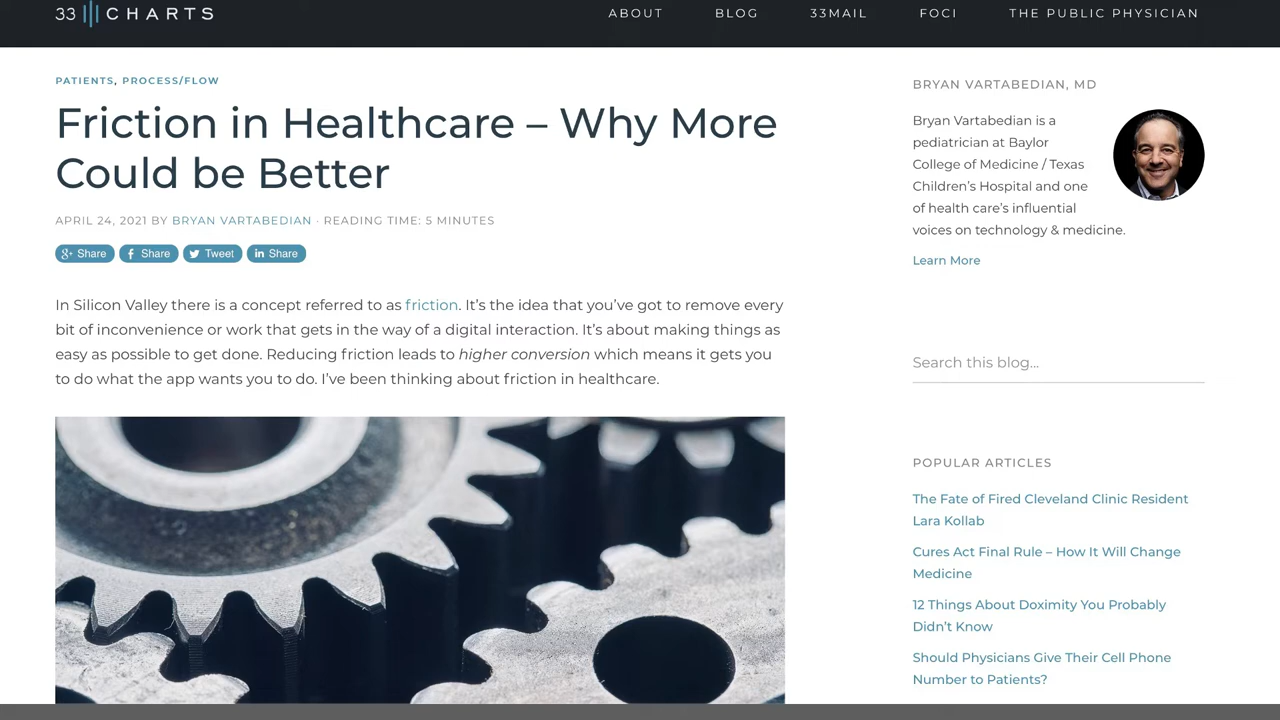 33 CHARTS
ABOUT BLOG 33MAIL FOCI THE PUBLIC PHYSICIAN
PATIENTS, PROCESS/FLOW
Friction in Healthcare – Why More
Could be Better
APRIL 24, 2021 BY BRYAN VARTABEDIAN · READING TIME: 5 MINUTES
Share Share Tweet Share
In Silicon Valley there is a concept referred to as friction. It’s the idea that you’ve got to remove every
bit of inconvenience or work that gets in the way of a digital interaction. It’s about making things as
easy as possible to get done. Reducing friction leads to higher conversion which means it gets you
to do what the app wants you to do. I’ve been thinking about friction in healthcare.
BRYAN VARTABEDIAN, MD
Bryan Vartabedian is a
pediatrician at Baylor
College of Medicine / Texas
Children’s Hospital and one
of health care’s influential
voices on technology & medicine.
Learn More
Search this blog...
POPULAR ARTICLES
The Fate of Fired Cleveland Clinic Resident
Lara Kollab
Cures Act Final Rule – How It Will Change
Medicine
12 Things About Doximity You Probably
Didn’t Know
Should Physicians Give Their Cell Phone
Number to Patients?